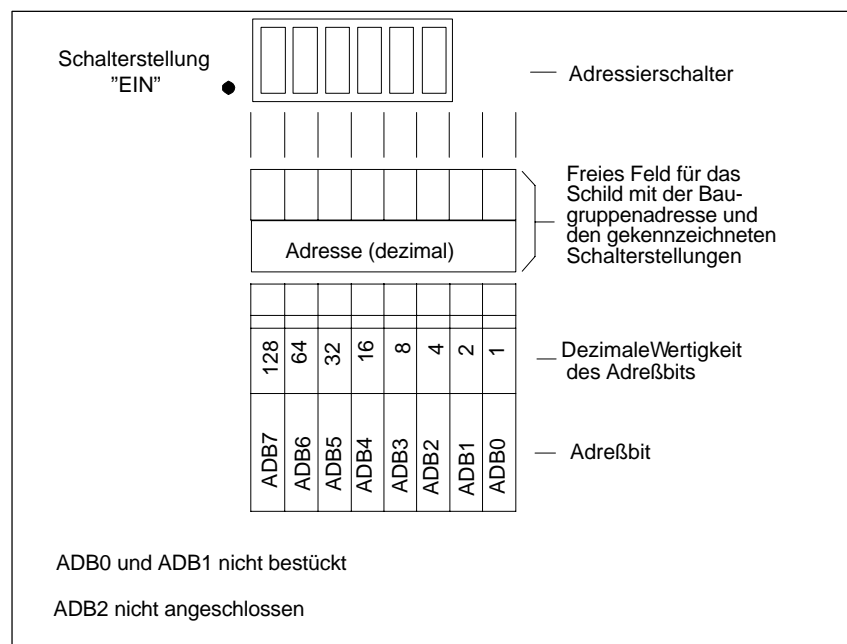 Schalterstellung
”EIN”
Adressierschalter
Freies Feld für das
Schild mit der Bau-
gruppenadresse und
den gekennzeichneten
Schalterstellungen
Adresse (dezimal)
128 64 32 16 8 4 2 1
DezimaleWertigkeit
des Adreßbits
ADB7 ADB6 ADB5 ADB4 ADB3 ADB2 ADB1 ADB0
Adreßbit
ADB0 und ADB1 nicht bestückt
ADB2 nicht angeschlossen